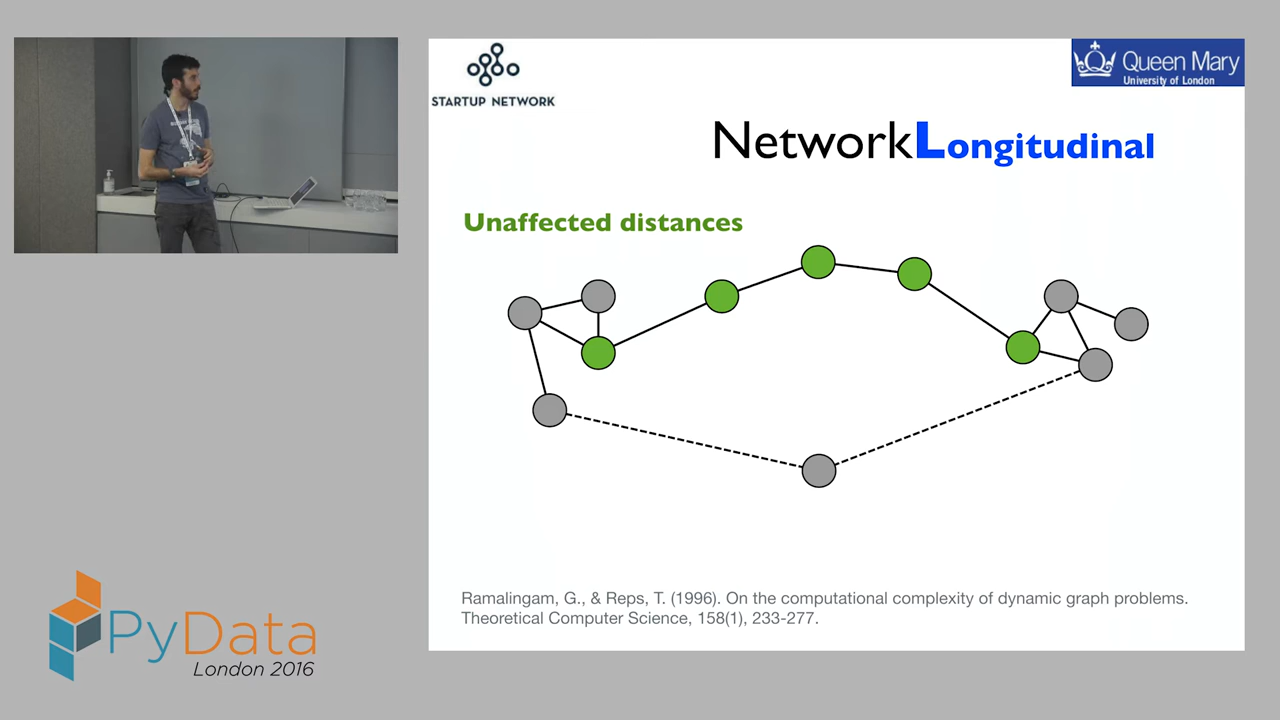 STARTUP NETWORK
Queen Mary
University of London
NetworkLongitudinal
Unaffected distances
Ramalingam, G., & Reps, T. (1996). On the computational complexity of dynamic graph problems.
Theoretical Computer Science, 158(1), 233-277.
PyData
London 2016